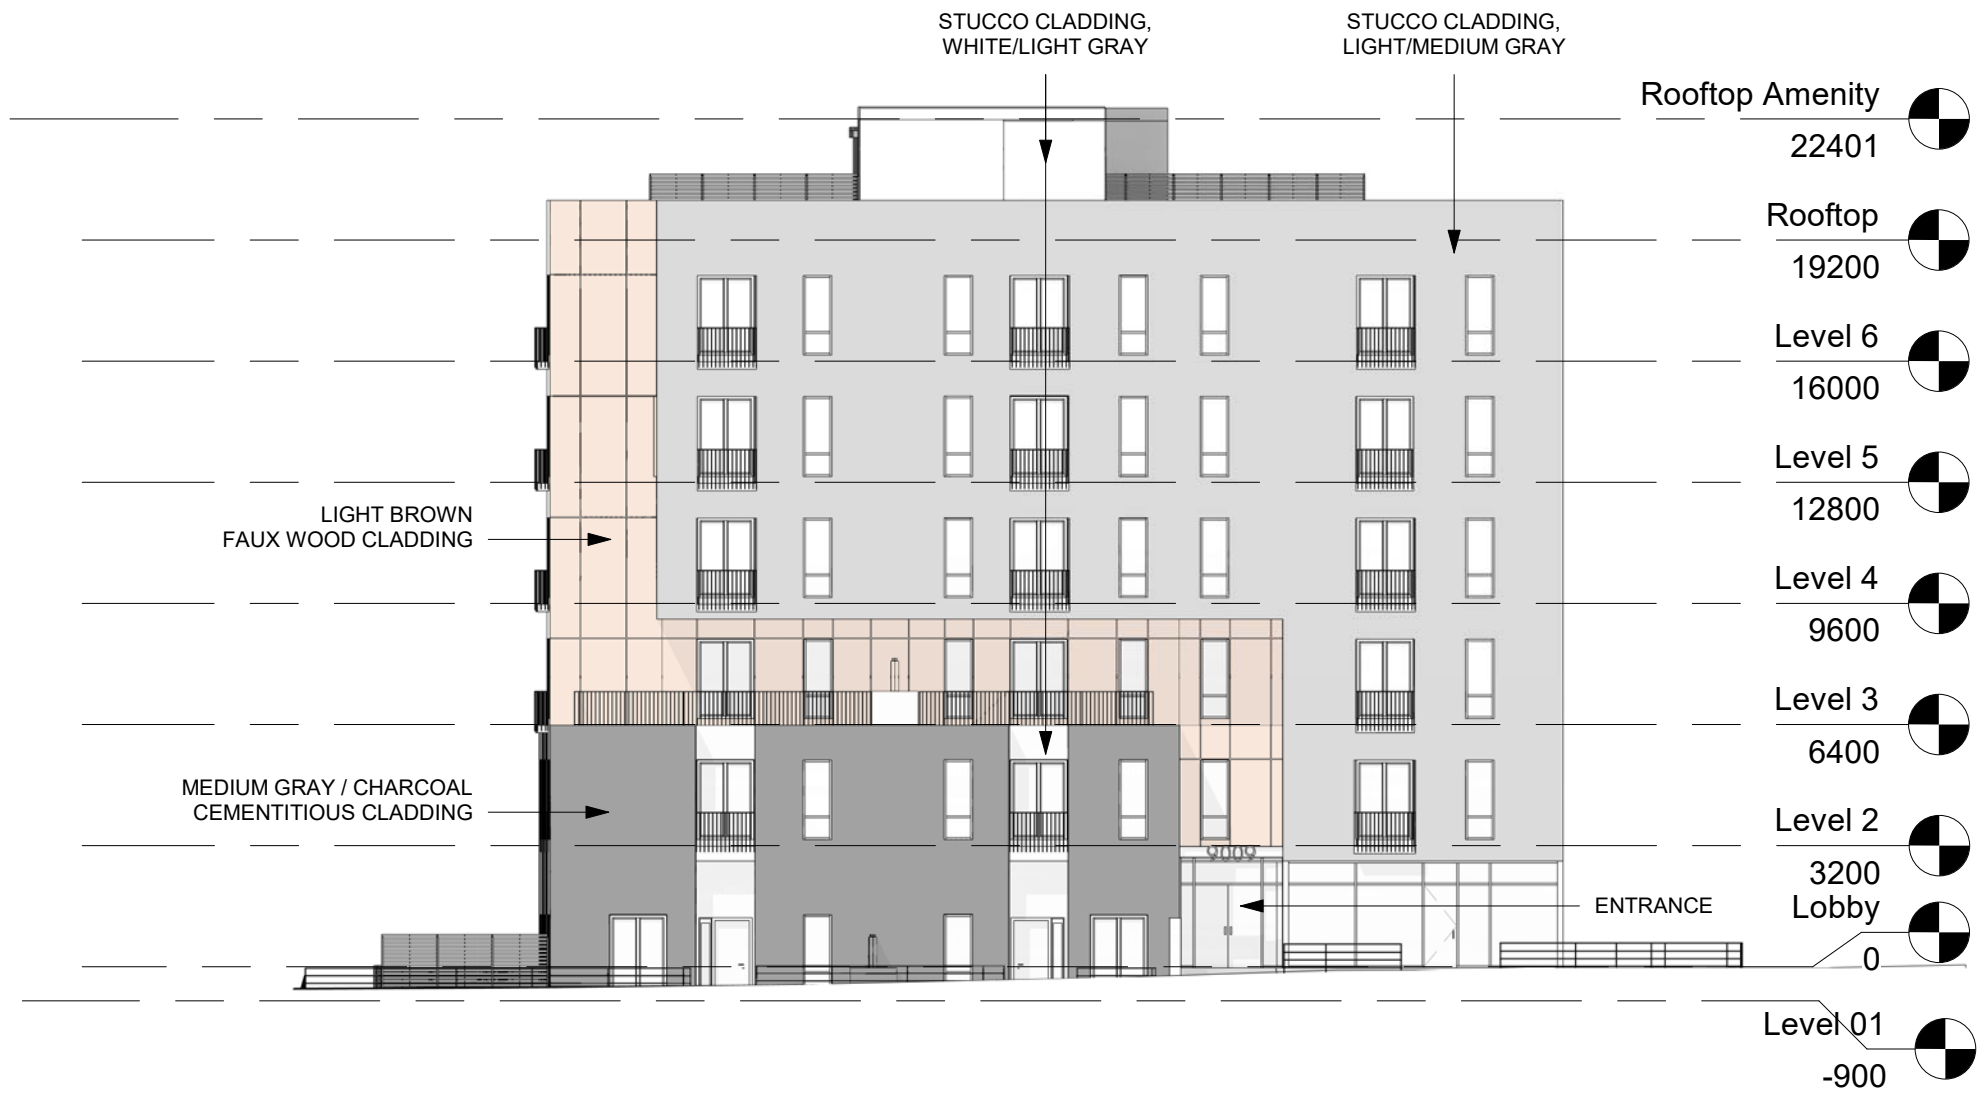 STUCCO CLADDING,
WHITE/LIGHT GRAY
STUCCO CLADDING,
LIGHT/MEDIUM GRAY
Rooftop Amenity
22401
Rooftop
19200
Level 6
16000
Level 5
12800
LIGHT BROWN
FAUX WOOD CLADDING
Level 4
9600
Level 3
6400
MEDIUM GRAY / CHARCOAL
CEMENTITIOUS CLADDING
Level 2
3200
ENTRANCE
Lobby
0
Level 01
-900